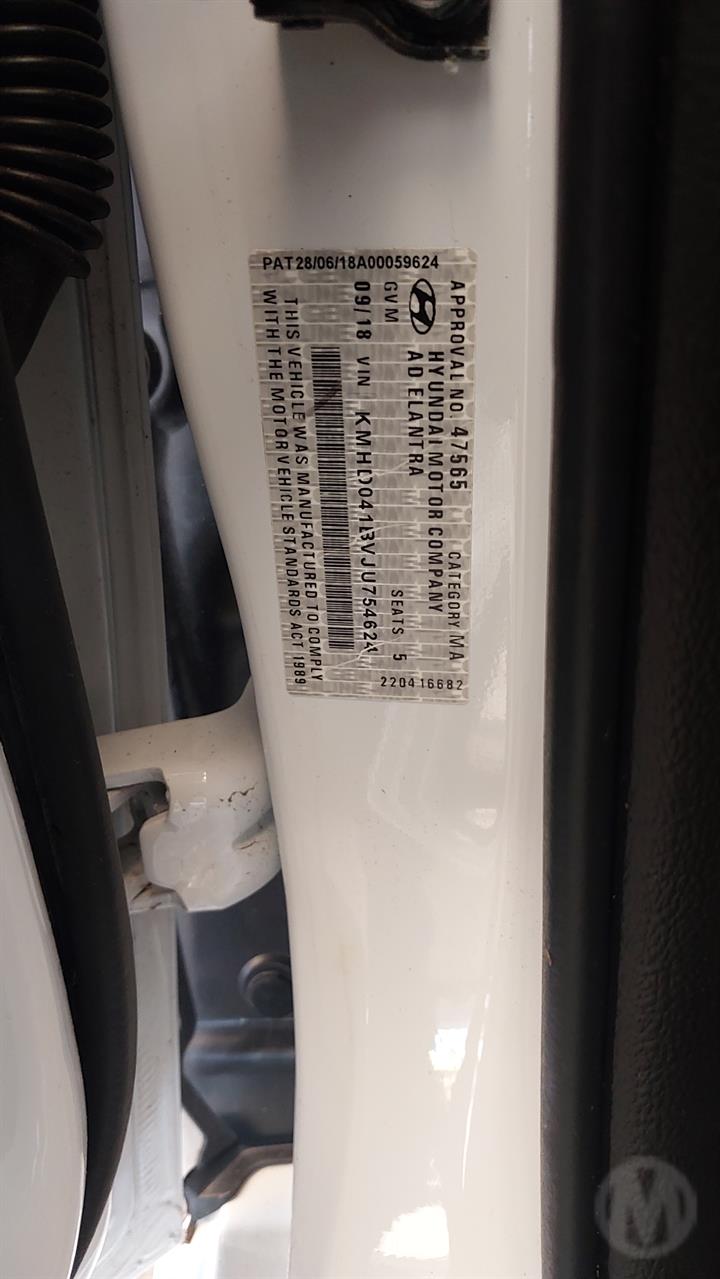 PAT28/06/18A00059624
APPROVAL NO. 47565 CATEGORY MA
HYUNDAI MOTOR COMPANY
AD ELANTRA
GVM SEATS 5
09/18 VIN KMHD041BVJU754624
THIS VEHICLE WAS MANUFACTURED TO COMPLY
WITH THE MOTOR VEHICLE STANDARDS ACT 1989
220416682
M